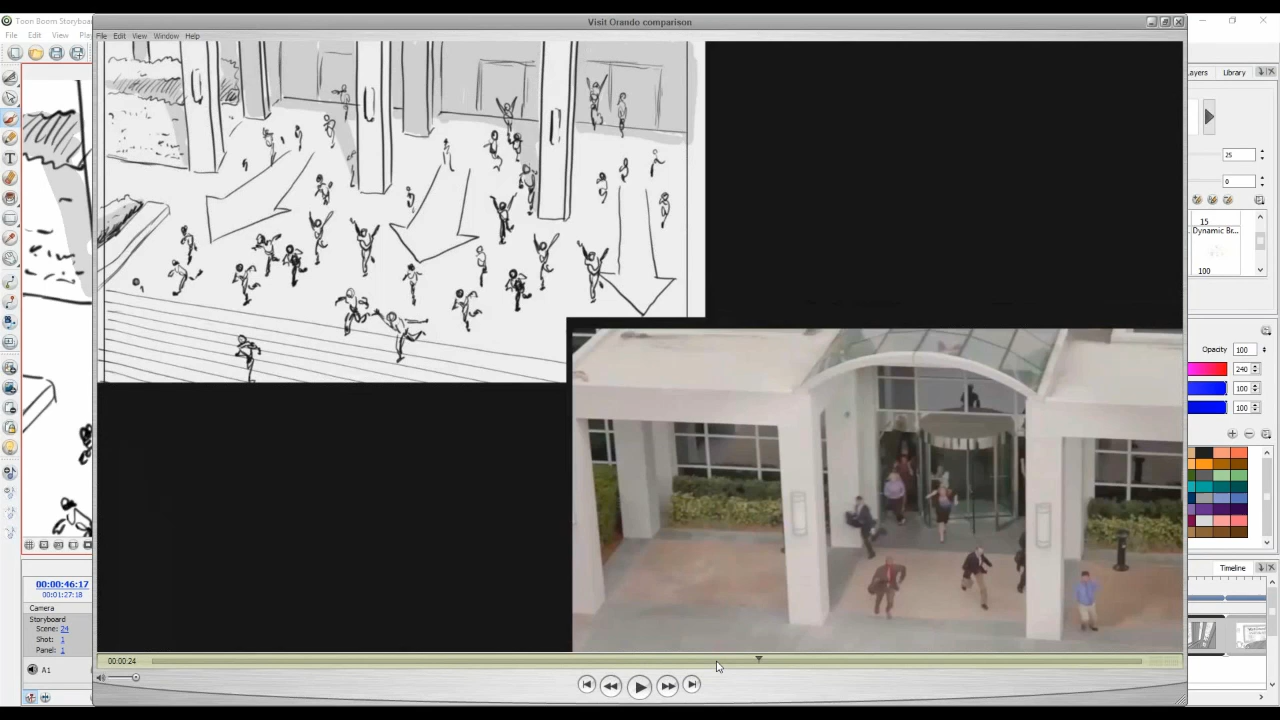 Toon Boom Storyboa
Visit Orando comparison
File Edit View Pla
File Edit View Window Help
ayers Library
25
0
15
Dynamic Br...
100
Opacity 100
240
100
100
Timeline
00:00:46:17
00:01:27:18
Camera
Storyboard
Scene: 24
Shot: 1
Panel: 1
A1
00:00:24